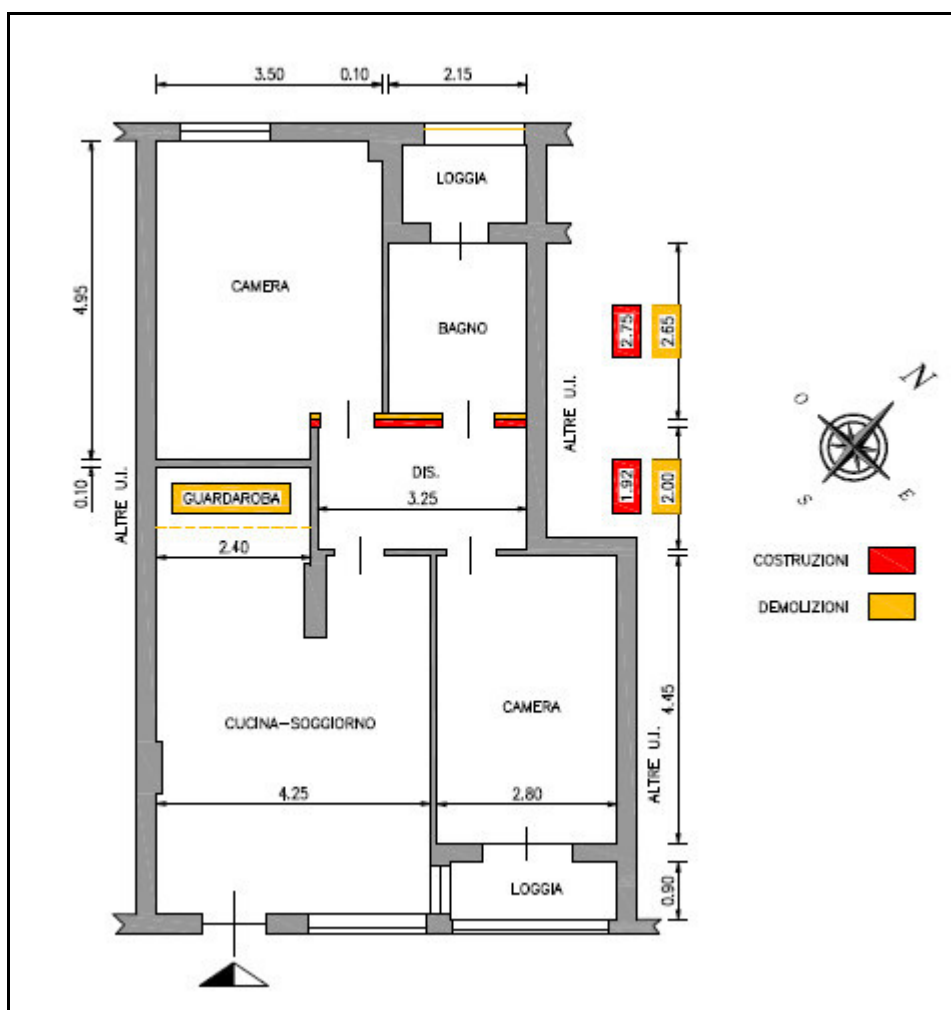 3.50
0.10
2.15
LOGGIA
4.95
CAMERA
BAGNO
2.75
2.65
ALTRE U.I.
N
O
S
E
0.10
ALTRE U.I.
GUARDAROBA
DIS.
3.25
1.92
2.00
2.40
COSTRUZIONI
DEMOLIZIONI
CUCINA-SOGGIORNO
CAMERA
4.45
ALTRE U.I.
4.25
2.80
LOGGIA
0.90